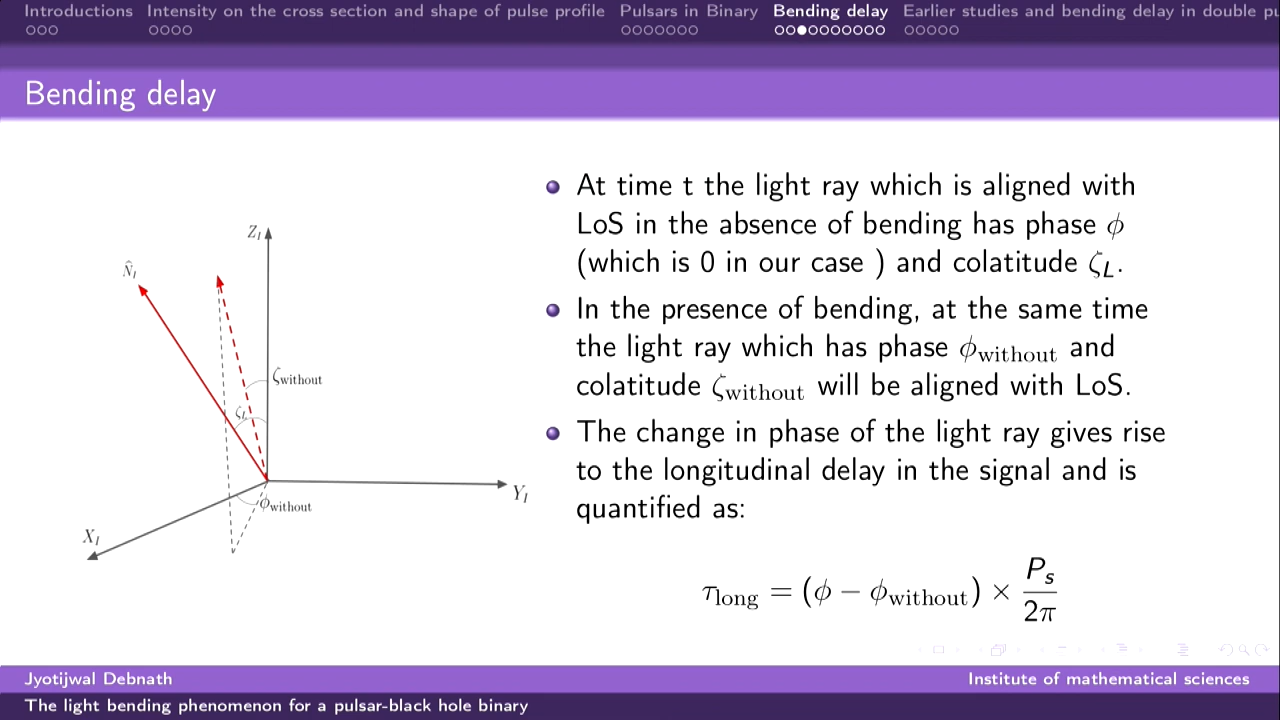 Introductions Intensity on the cross section and shape of pulse profile Pulsars in Binary Bending delay Earlier studies and bending delay in double pu
Bending delay
At time t the light ray which is aligned with
LoS in the absence of bending has phase ϕ
(which is 0 in our case ) and colatitude ζ_L.
In the presence of bending, at the same time
the light ray which has phase ϕ_without and
colatitude ζ_without will be aligned with LoS.
The change in phase of the light ray gives rise
to the longitudinal delay in the signal and is
quantified as:
τ_long = (ϕ − ϕ_without) × P_s/2π
Z_I
N̂_I
ζ_without
ζ_L
ϕ_without
Y_I
X_I
Jyotijwal Debnath Institute of mathematical sciences
The light bending phenomenon for a pulsar-black hole binary